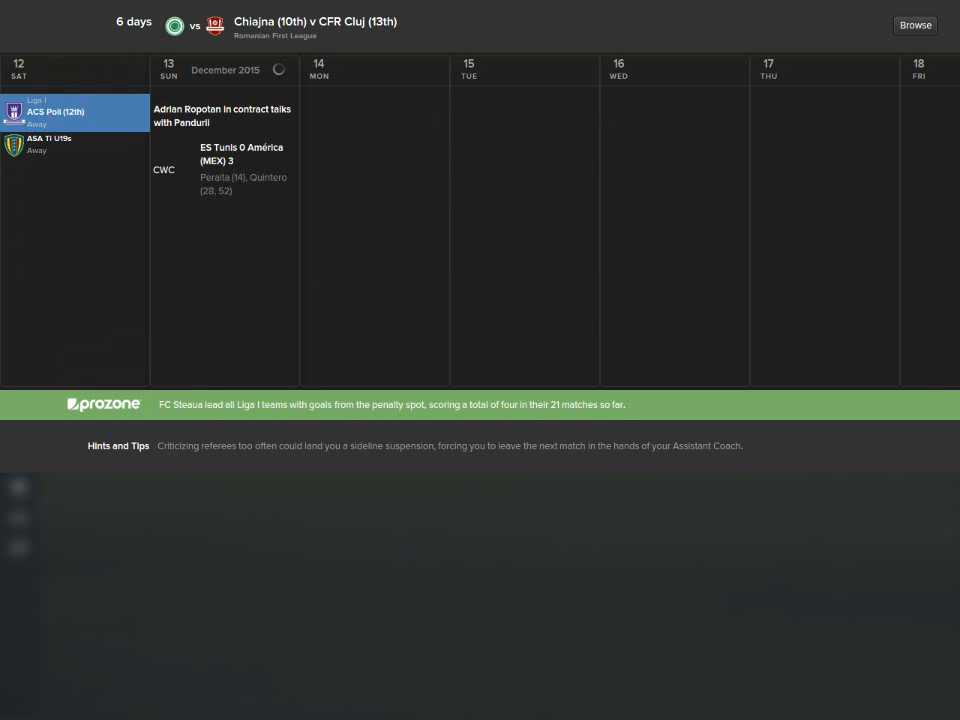 6 days
vs
Chiajna (10th) v CFR Cluj (13th)
Romanian First League
Browse
12
SAT
13
SUN
December 2015
14
MON
15
TUE
16
WED
17
THU
18
FRI
Liga I
ACS Poli (12th)
Away
ASA Ti U19s
Away
Adrian Ropotan in contract talks
with Pandurii
CWC
ES Tunis 0 América
(MEX) 3
Peralta (14), Quintero
(28, 52)
prozone
FC Steaua lead all Liga I teams with goals from the penalty spot, scoring a total of four in their 21 matches so far.
Hints and Tips
Criticizing referees too often could land you a sideline suspension, forcing you to leave the next match in the hands of your Assistant Coach.